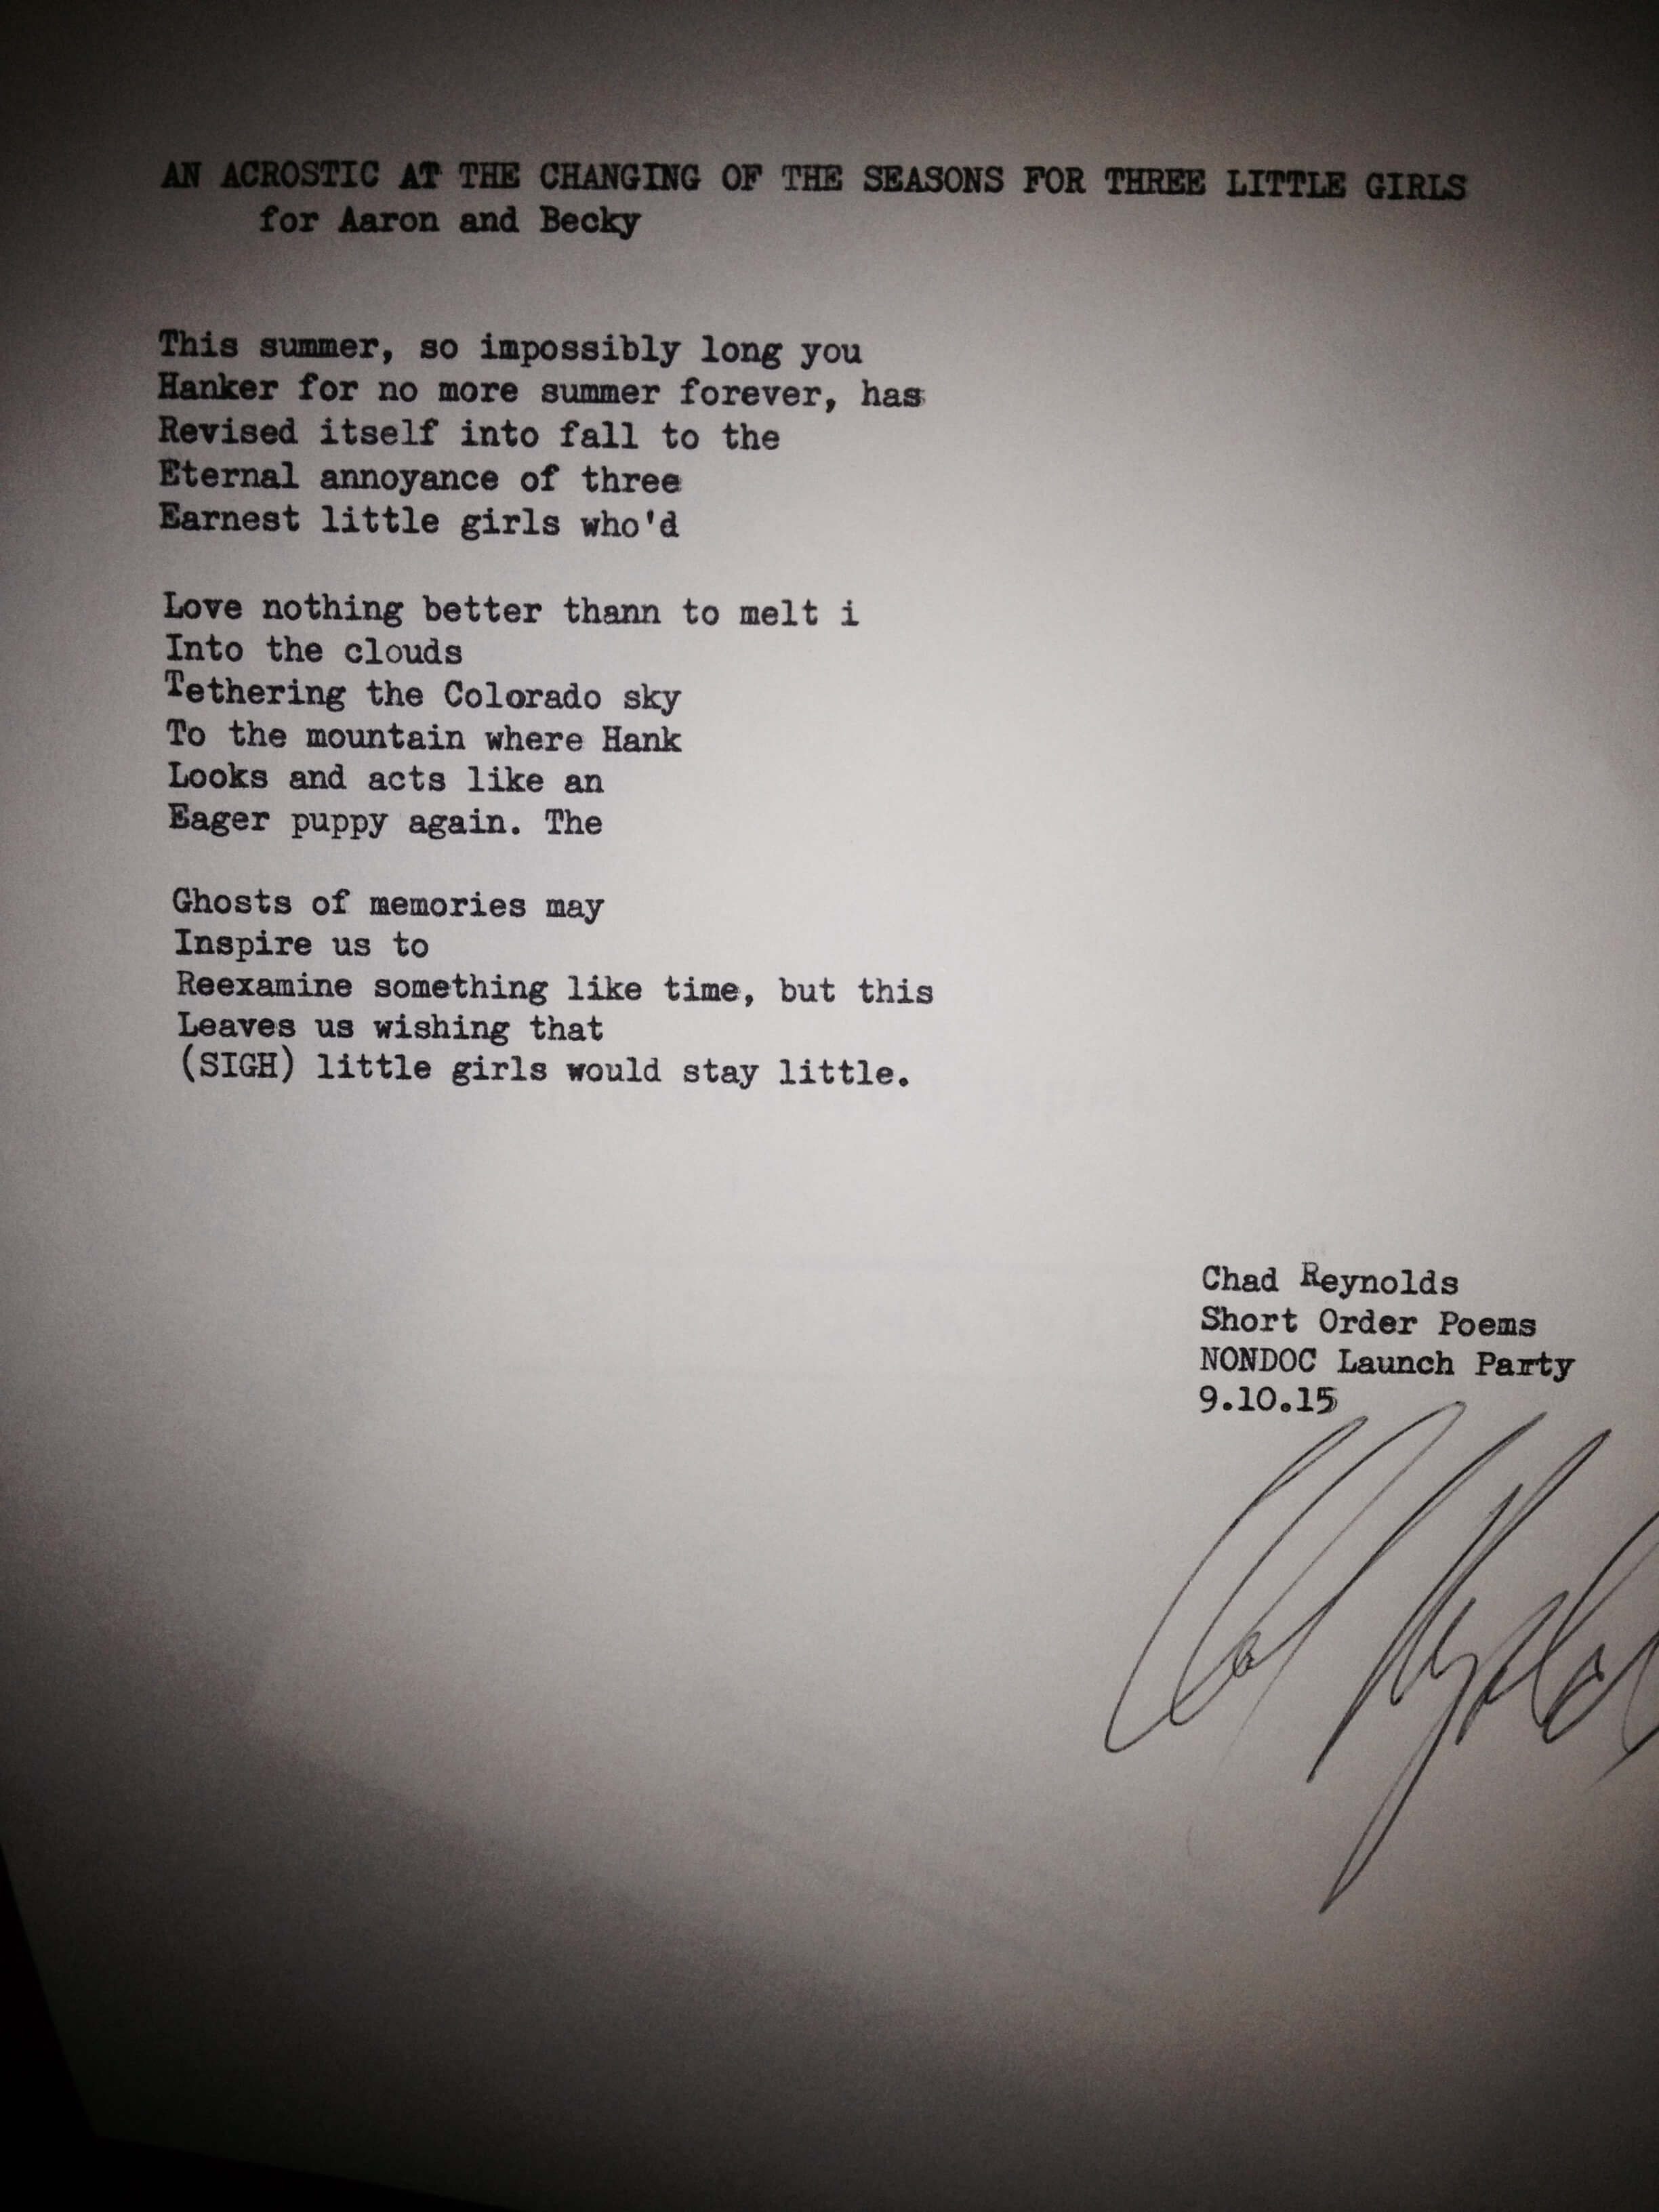 AN ACROSTIC AT THE CHANGING OF THE SEASONS FOR THREE LITTLE GIRLS
for Aaron and Becky
This summer, so impossibly long you
Hanker for no more summer forever, has
Revised itself into fall to the
Eternal annoyance of three
Earnest little girls who'd
Love nothing better thann to melt i
Into the clouds
Tethering the Colorado sky
To the mountain where Hank
Looks and acts like an
Eager puppy again. The
Ghosts of memories may
Inspire us to
Reexamine something like time, but this
Leaves us wishing that
(SIGH) little girls would stay little.
Chad Reynolds
Short Order Poems
NONDOC Launch Party
9.10.15